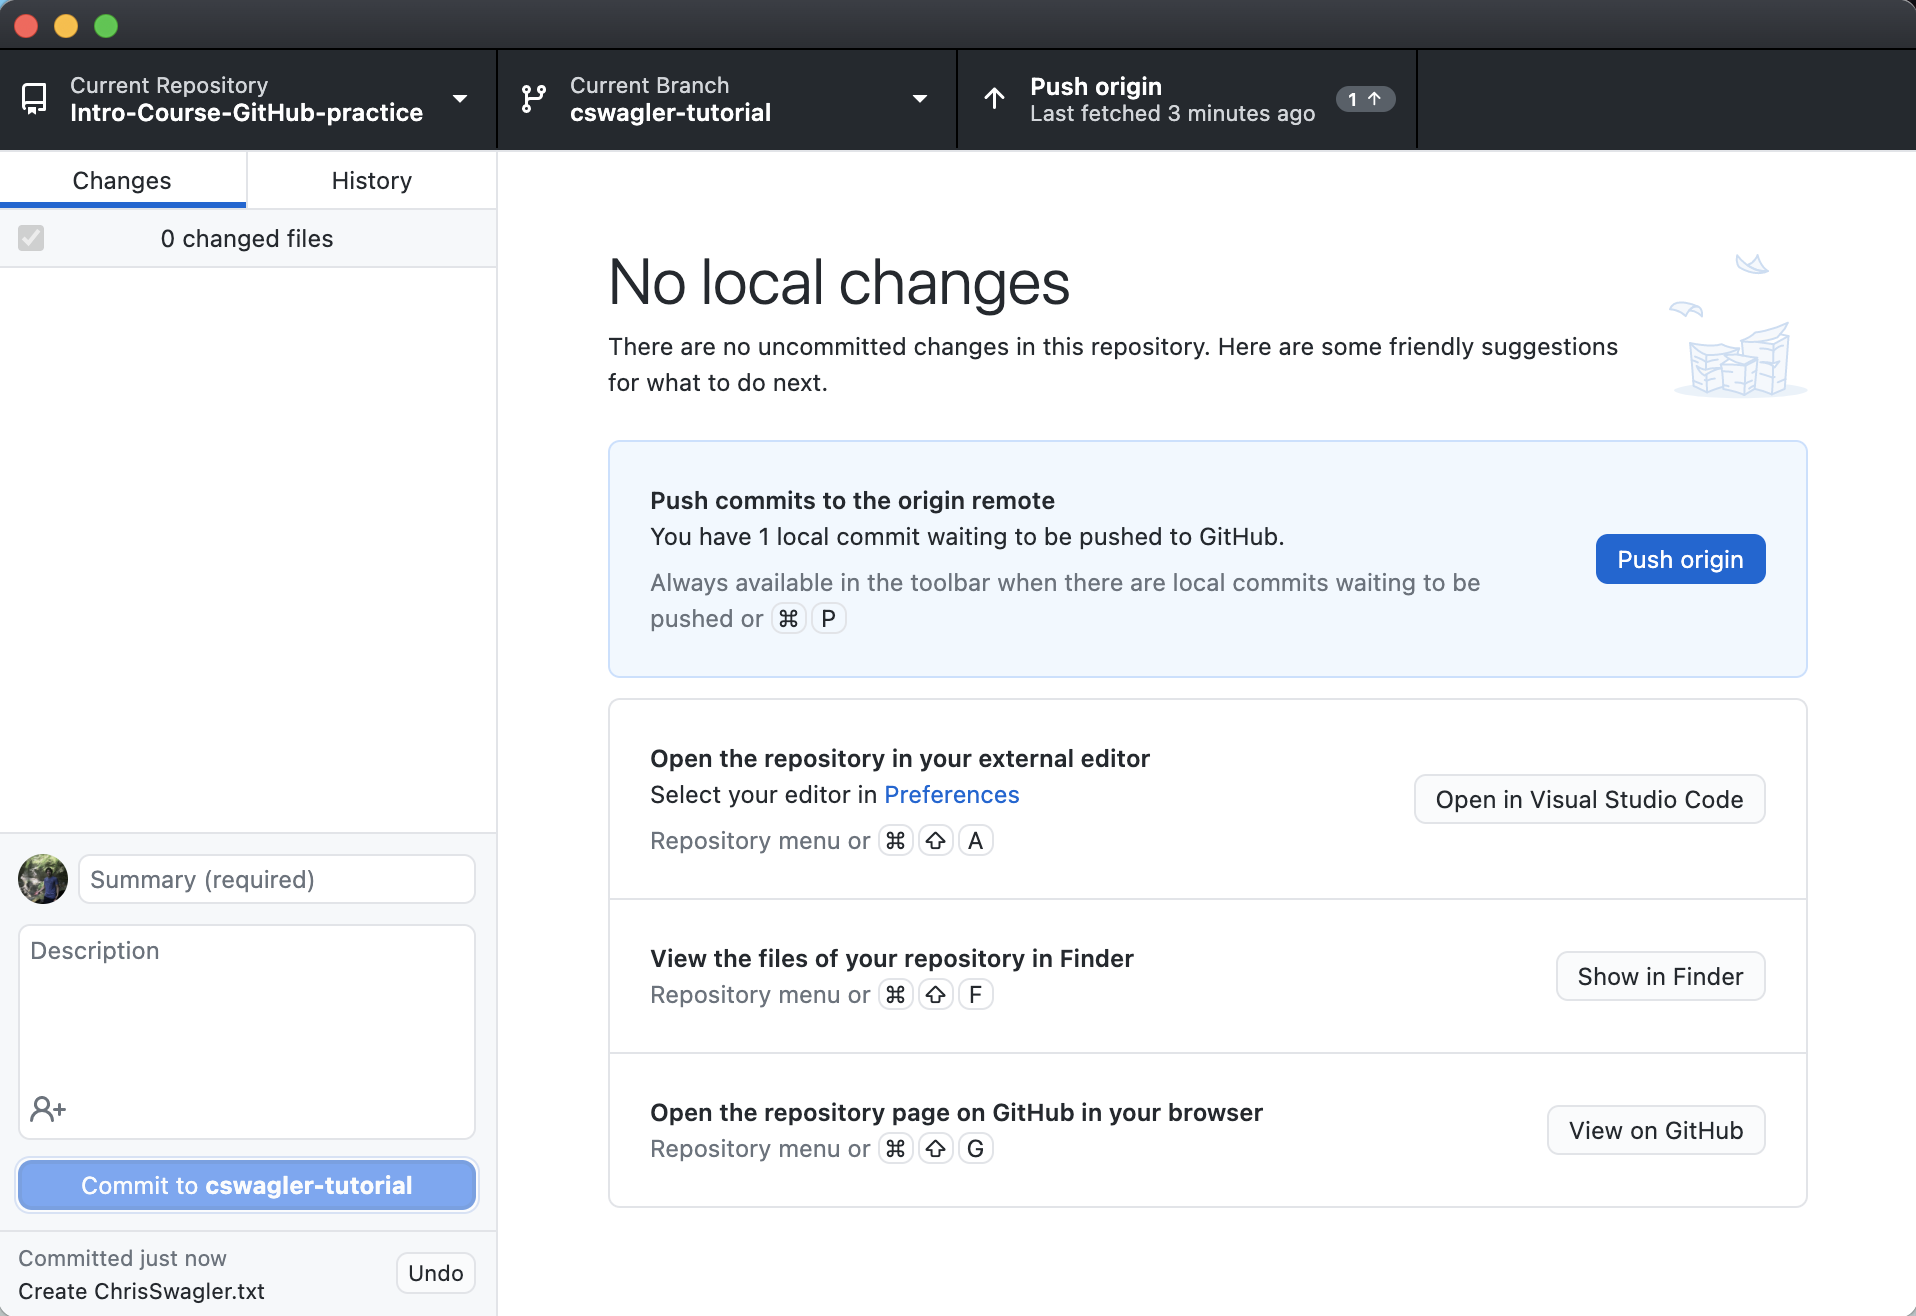 Current Repository
Intro-Course-GitHub-practice
Current Branch
cswagler-tutorial
Push origin
Last fetched 3 minutes ago
1
Changes
History
0 changed files
No local changes
There are no uncommitted changes in this repository. Here are some friendly suggestions
for what to do next.
Push commits to the origin remote
You have 1 local commit waiting to be pushed to GitHub.
Always available in the toolbar when there are local commits waiting to be
pushed or ⌘ P
Push origin
Open the repository in your external editor
Select your editor in Preferences
Repository menu or ⌘ ⇧ A
Open in Visual Studio Code
View the files of your repository in Finder
Repository menu or ⌘ ⇧ F
Show in Finder
Open the repository page on GitHub in your browser
Repository menu or ⌘ ⇧ G
View on GitHub
Summary (required)
Description
Commit to cswagler-tutorial
Committed just now
Create ChrisSwagler.txt
Undo